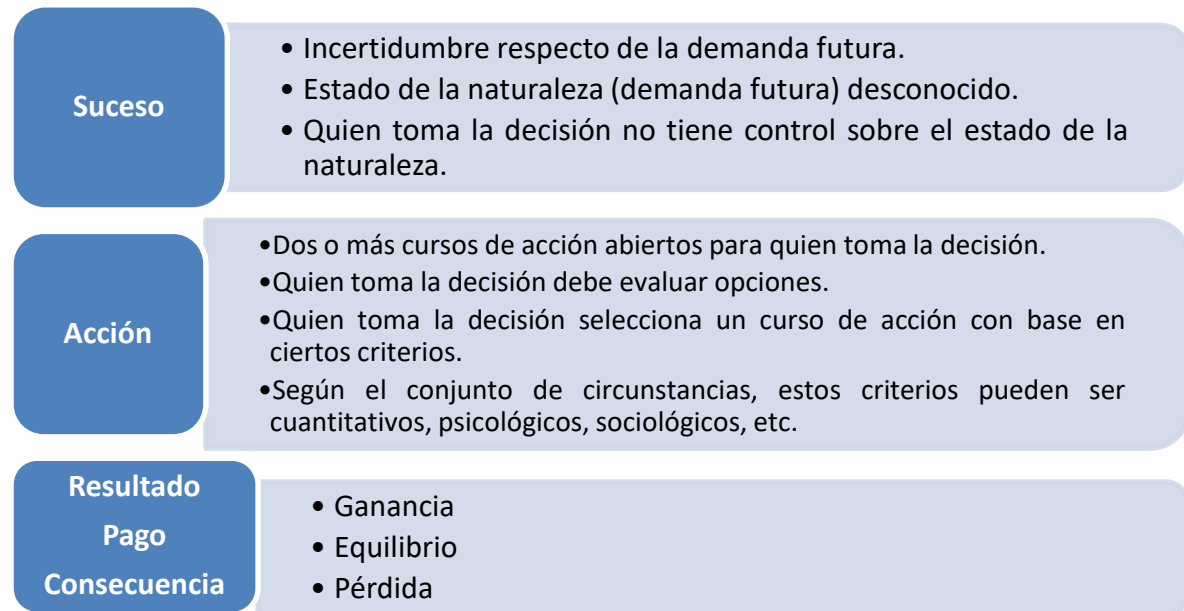 Suceso
• Incertidumbre respecto de la demanda futura.
• Estado de la naturaleza (demanda futura) desconocido.
• Quien toma la decisión no tiene control sobre el estado de la
naturaleza.
Acción
•Dos o más cursos de acción abiertos para quien toma la decisión.
•Quien toma la decisión debe evaluar opciones.
•Quien toma la decisión selecciona un curso de acción con base en
ciertos criterios.
•Según el conjunto de circunstancias, estos criterios pueden ser
cuantitativos, psicológicos, sociológicos, etc.
Resultado
Pago
Consecuencia
• Ganancia
• Equilibrio
• Pérdida